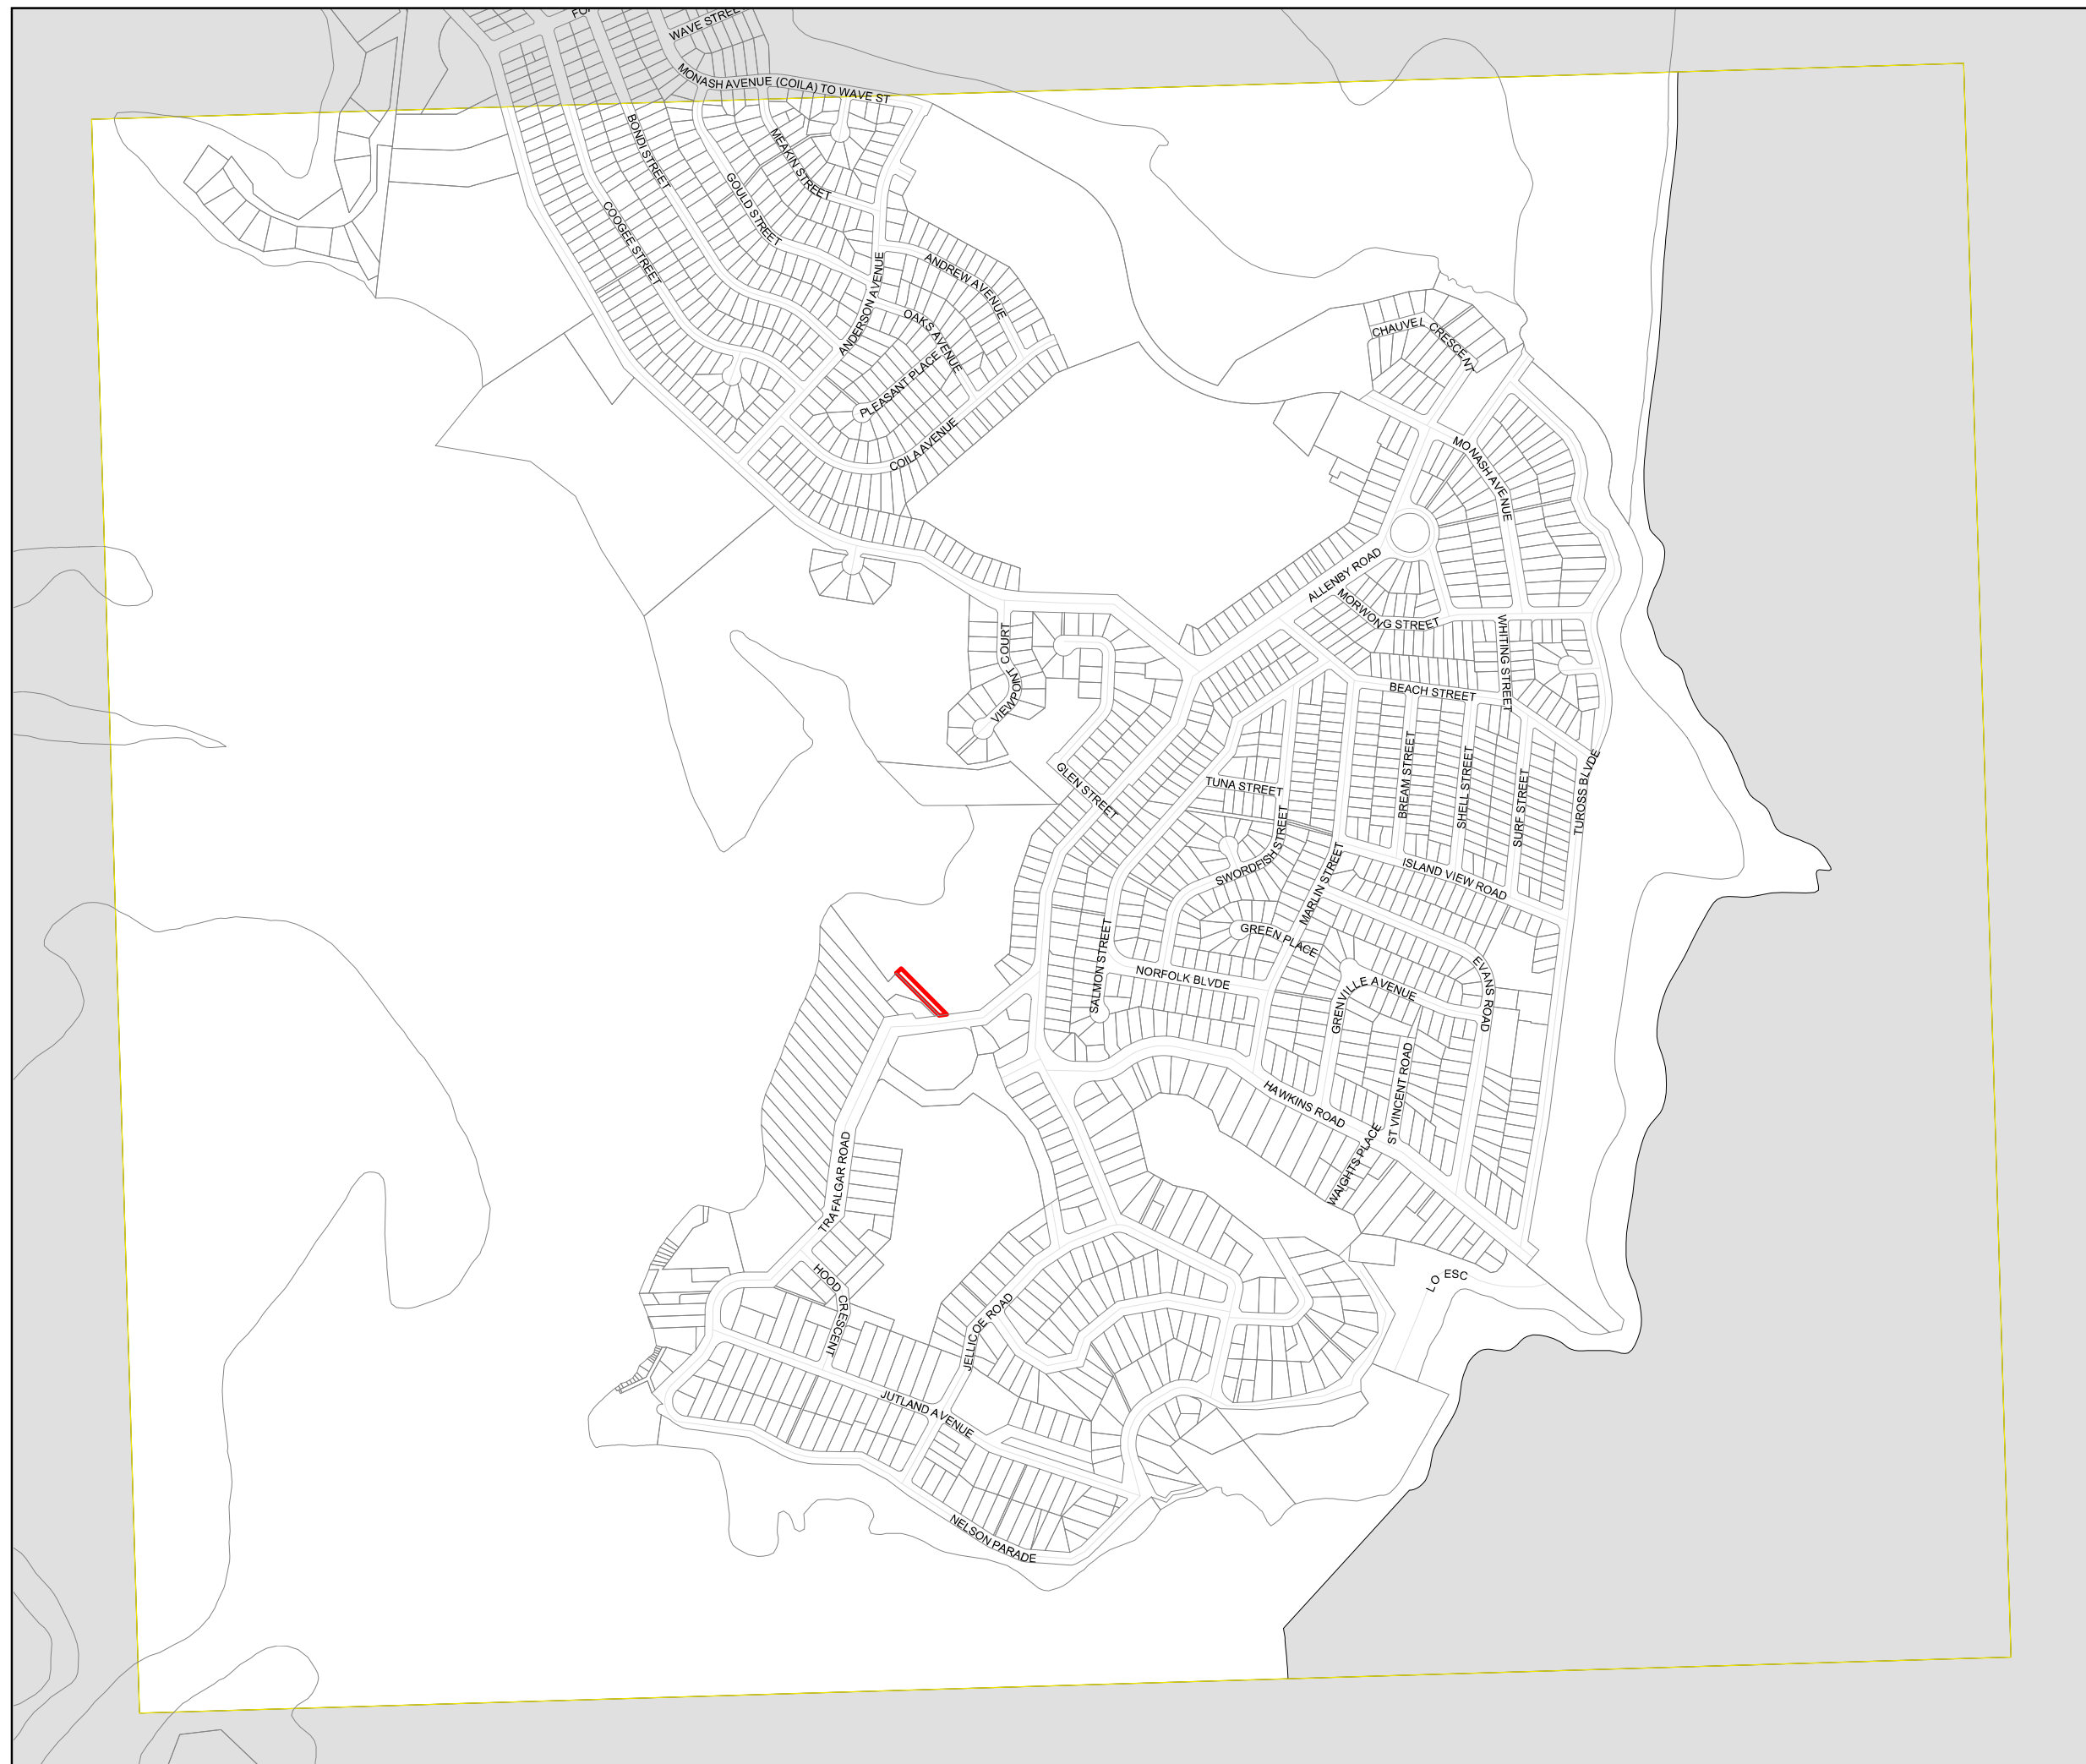 FO
WAVE STREE
MONASH AVENUE (COILA) TO WAVE ST
BONDI STREET
MEAKIN STREET
GOULD STREET
COOGEE STREET
ANDREW AVENUE
ANDERSON AVENUE
OAKS AVENUE
CHAUVEL CRESCENT
PLEASANT PLACE
COILA AVENUE
MONASH AVENUE
ALLENBY ROAD
MORWONG STREET
WHITING STREET
VIEWPOINT COURT
BEACH STREET
GLEN STREET
TUNA STREET
BREAM STREET
SHELL STREET
SURF STREET
TUROSS BLVDE
SWORDFISH STREET
MARLIN STREET
ISLAND VIEW ROAD
GREEN PLACE
SALMON STREET
NORFOLK BLVDE
GRENVILLE AVENUE
EVANS ROAD
HAWKINS ROAD
ST VINCENT ROAD
WAIGHTS PLACE
TRAFALGAR ROAD
HOOD CRESCENT
JELLICOE ROAD
LO ESC
JUTLAND AVENUE
NELSON PARADE